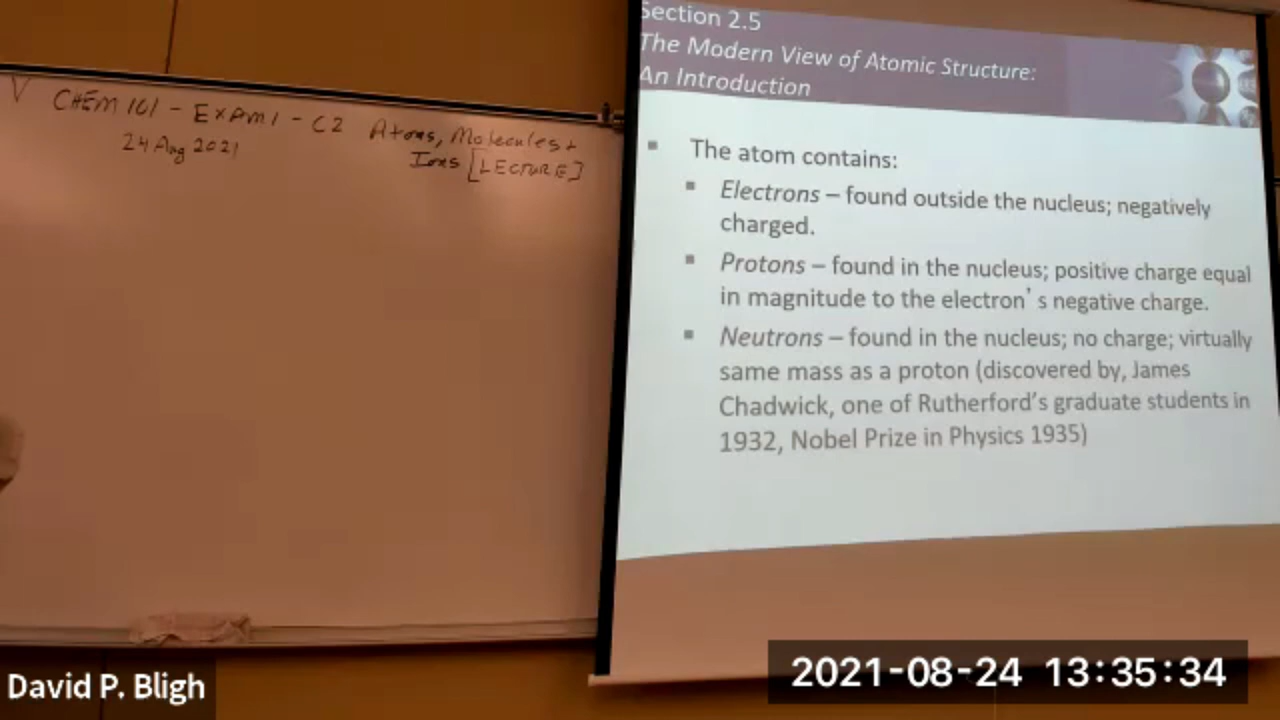 V CHEM 101 - EXAM 1 - C2 Atoms, Molecules +
24 Aug 2021 Ions [LECTURE]
Section 2.5
The Modern View of Atomic Structure:
An Introduction
The atom contains:
Electrons – found outside the nucleus; negatively
charged.
Protons – found in the nucleus; positive charge equal
in magnitude to the electron's negative charge.
Neutrons – found in the nucleus; no charge; virtually
same mass as a proton (discovered by, James
Chadwick, one of Rutherford's graduate students in
1932, Nobel Prize in Physics 1935)
David P. Bligh
2021-08-24 13:35:34